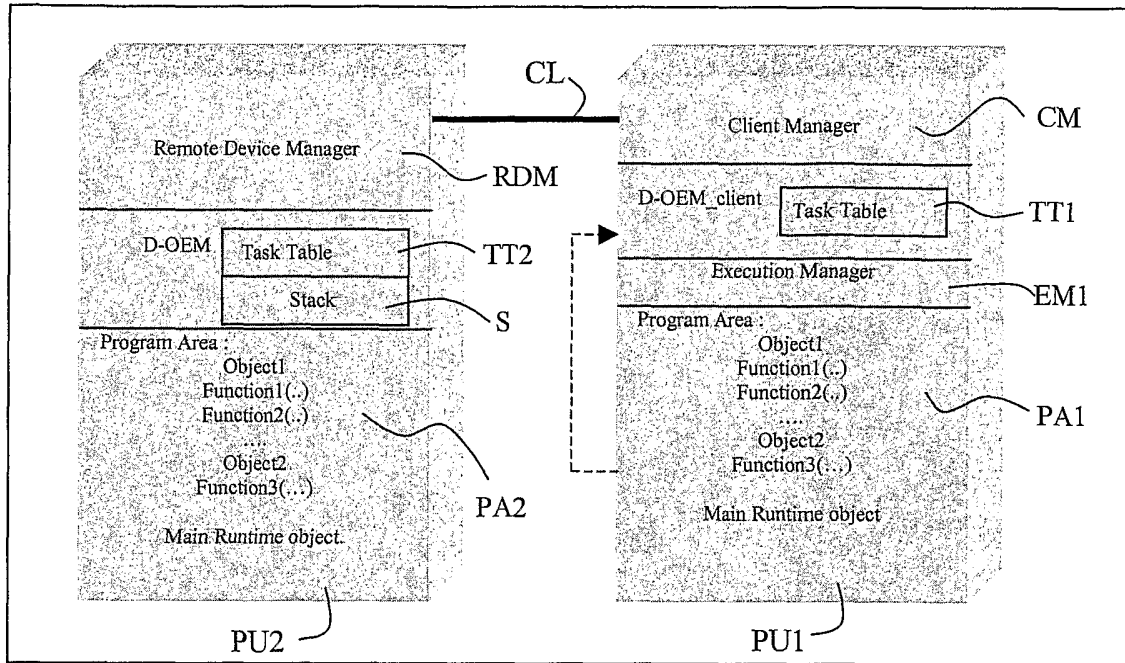 CL
Remote Device Manager
RDM
D-OEM
Task Table
TT2
Stack
S
Program Area :
Object1
Function1(..)
Function2(..)
....
Object2
Function3(...)
PA2
Main Runtime object.
PU2
Client Manager
CM
D-OEM_client
Task Table
TT1
Execution Manager
EM1
Program Area :
Object1
Function1(..)
Function2(..)
....
Object2
Function3(...)
PA1
Main Runtime object
PU1